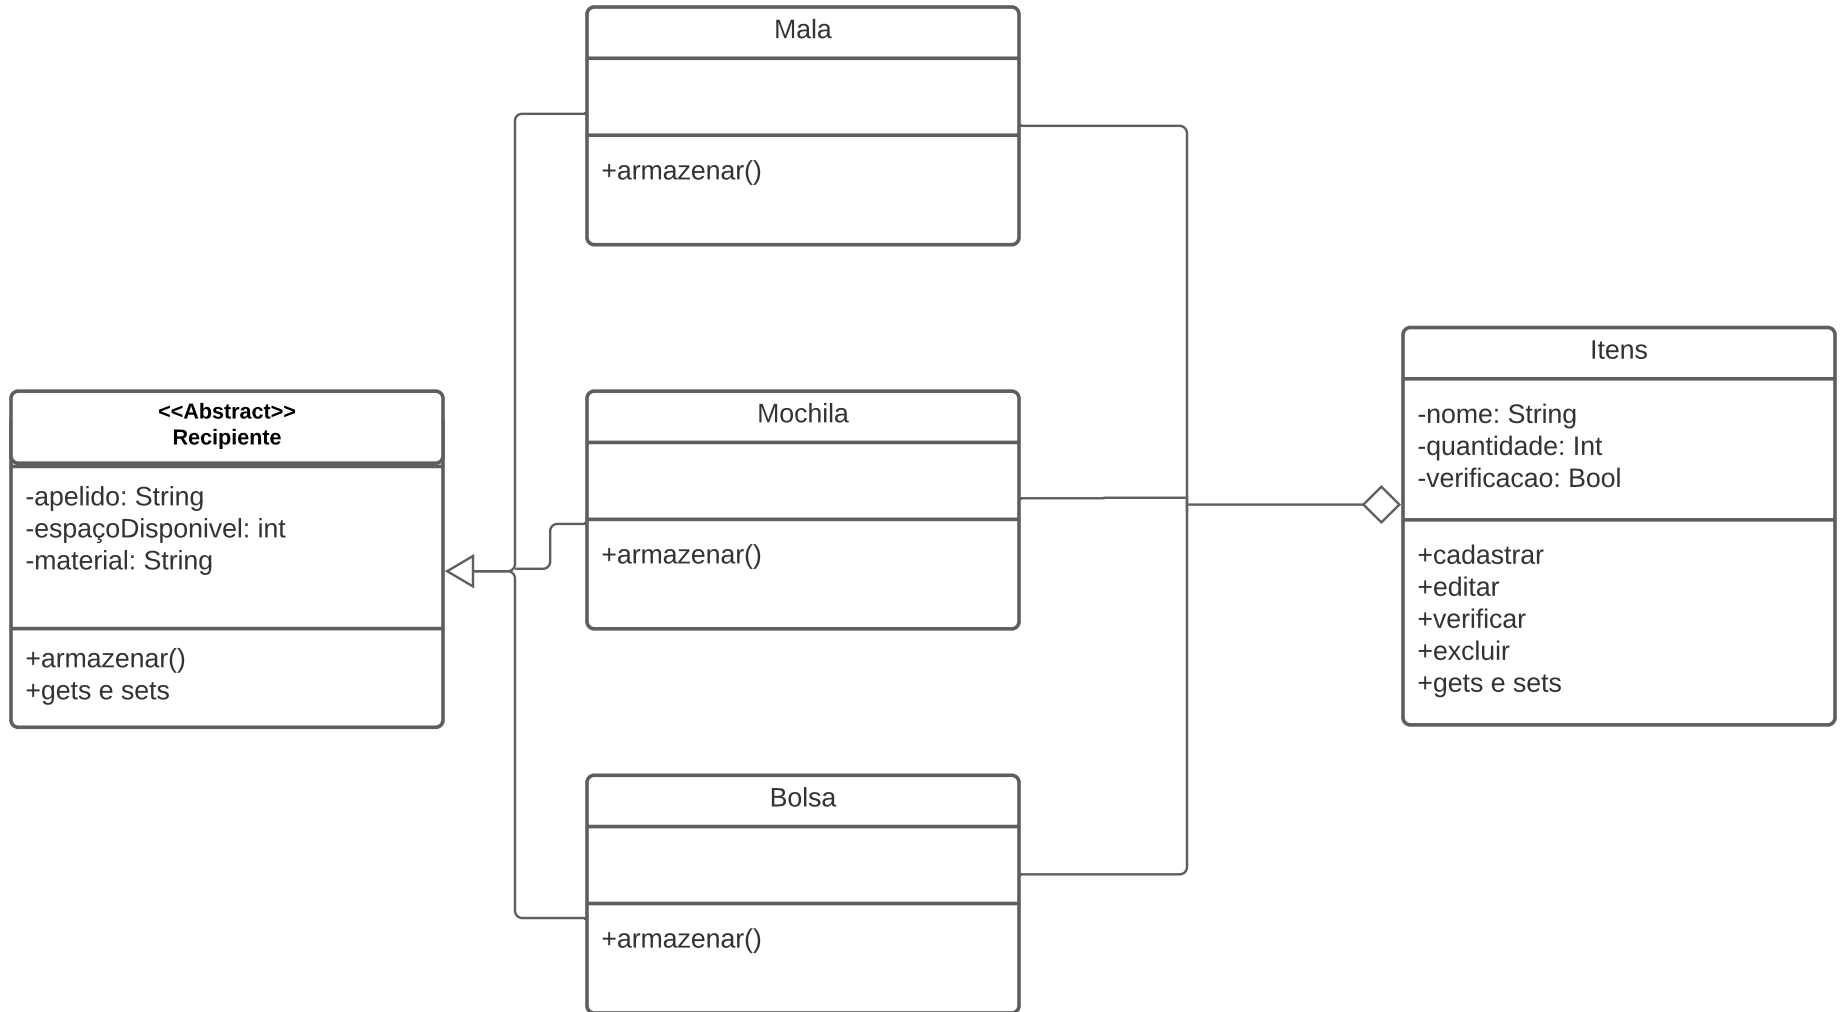 Mala
+armazenar()
<<Abstract>>
Recipiente
-apelido: String
-espaçoDisponivel: int
-material: String
+armazenar()
+gets e sets
Mochila
+armazenar()
Bolsa
+armazenar()
Itens
-nome: String
-quantidade: Int
-verificacao: Bool
+cadastrar
+editar
+verificar
+excluir
+gets e sets